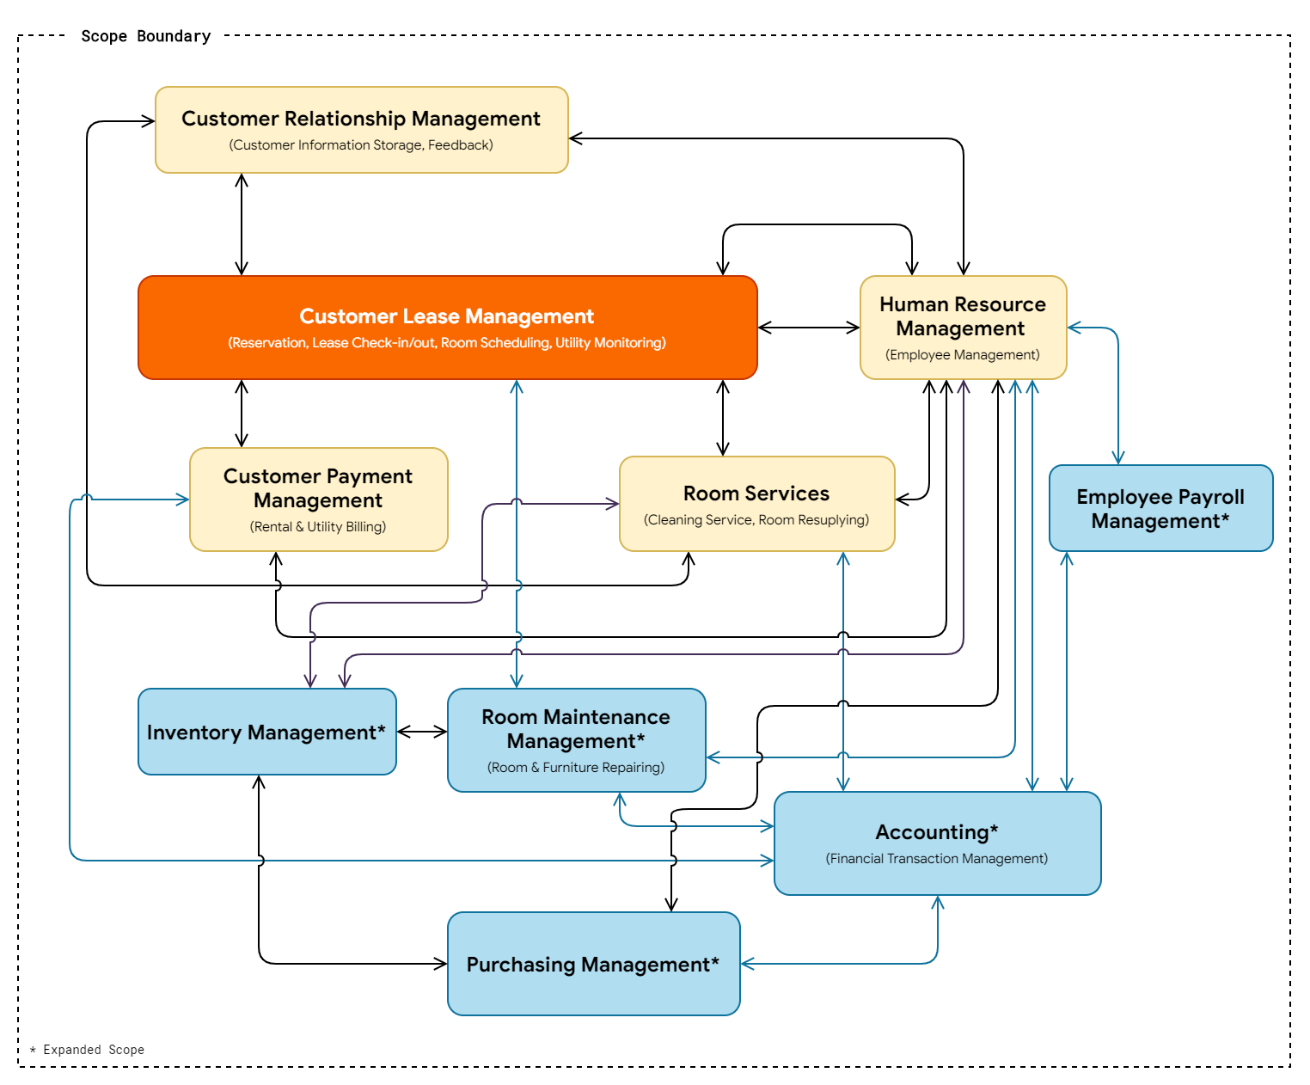 Scope Boundary
Customer Relationship Management
(Customer Information Storage, Feedback)
Customer Lease Management
(Reservation, Lease Check-in/out, Room Scheduling, Utility Monitoring)
Human Resource
Management
(Employee Management)
Customer Payment
Management
(Rental & Utility Billing)
Room Services
(Cleaning Service, Room Resuplying)
Employee Payroll
Management*
Inventory Management*
Room Maintenance
Management*
(Room & Furniture Repairing)
Accounting*
(Financial Transaction Management)
Purchasing Management*
* Expanded Scope